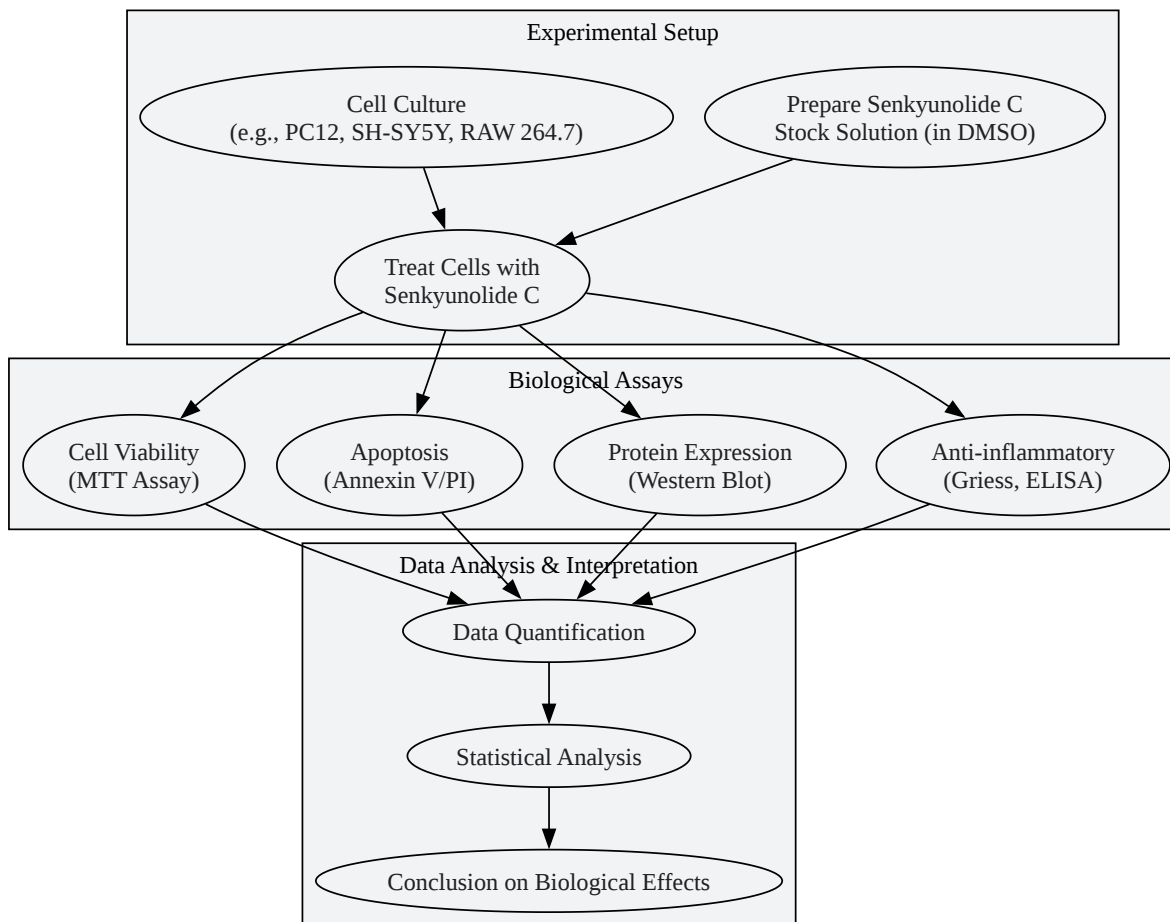 Experimental Setup
Cell Culture
(e.g., PC12, SH-SY5Y, RAW 264.7)
Prepare Senkyunolide C
Stock Solution (in DMSO)
Treat Cells with
Senkyunolide C
Biological Assays
Cell Viability
(MTT Assay)
Apoptosis
(Annexin V/PI)
Protein Expression
(Western Blot)
Anti-inflammatory
(Griess, ELISA)
Data Analysis & Interpretation
Data Quantification
Statistical Analysis
Conclusion on Biological Effects